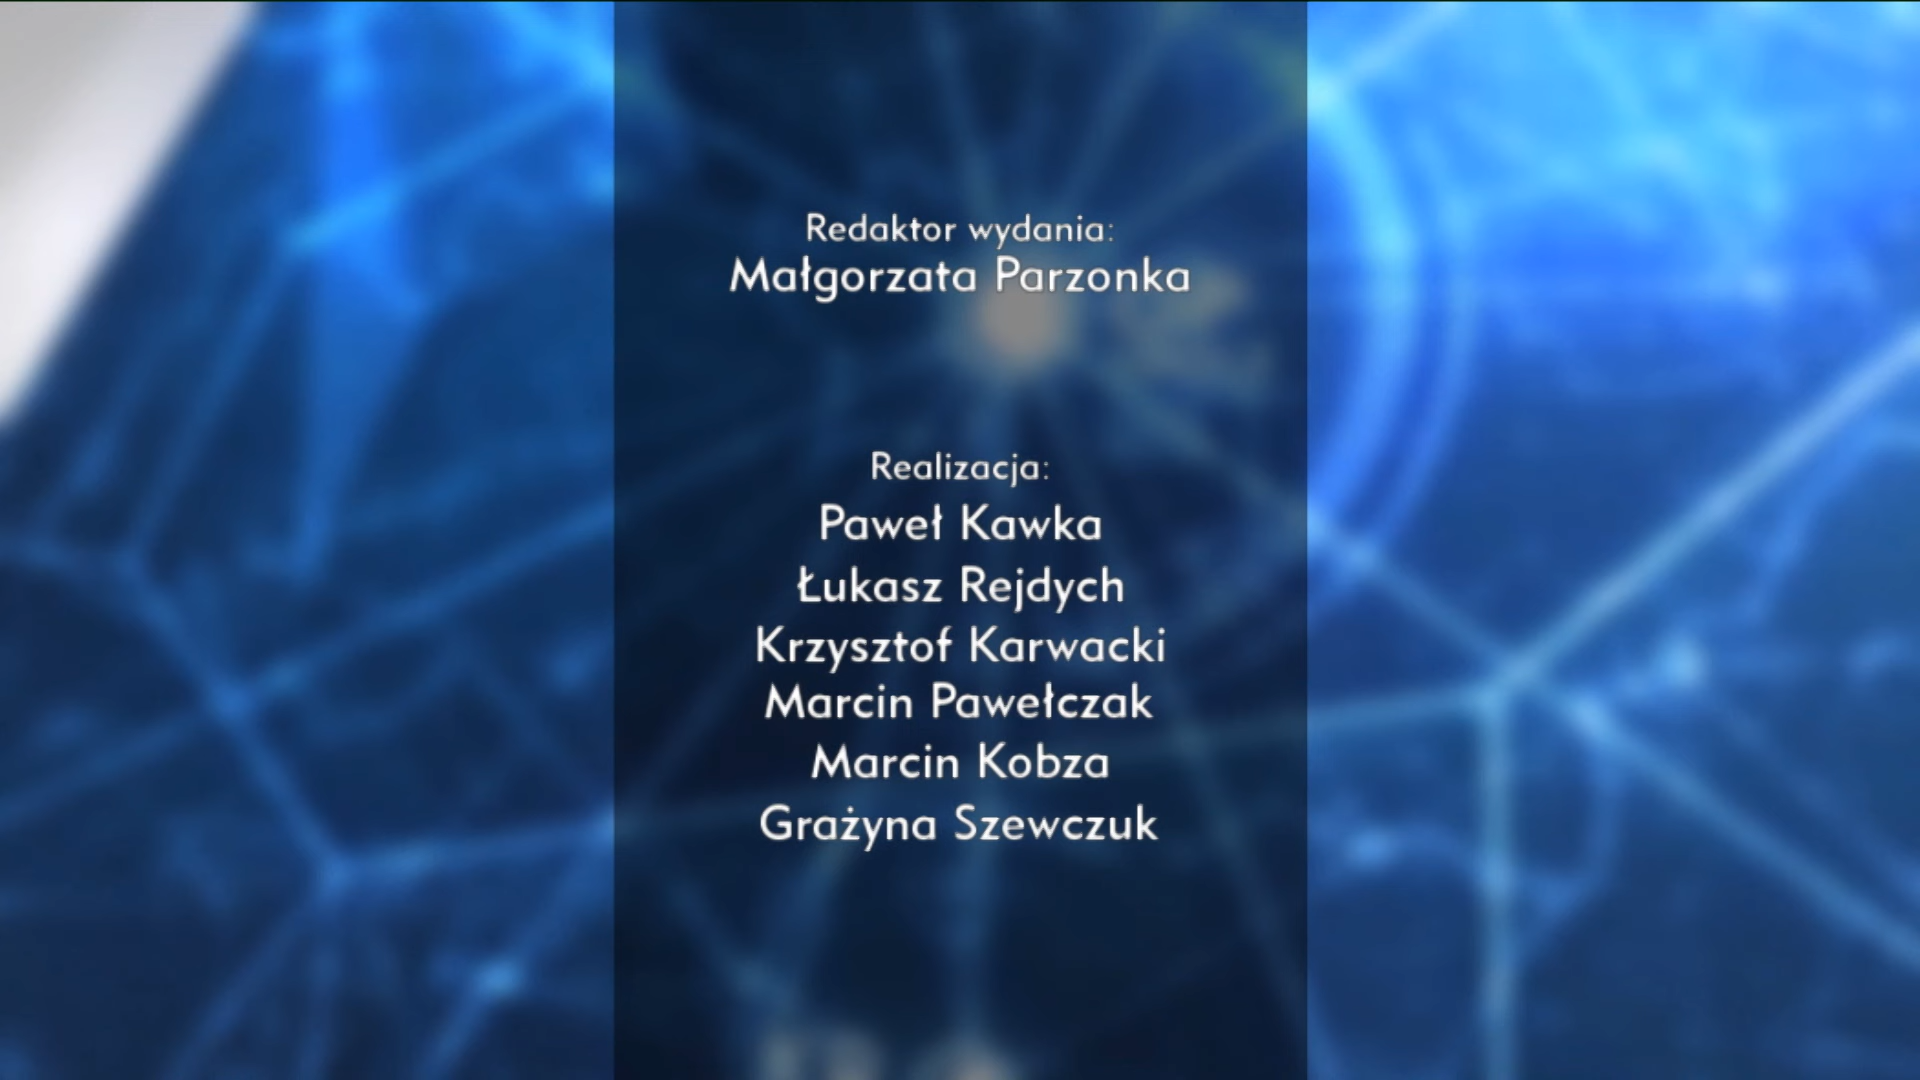 Redaktor wydania:
Małgorzata Parzonka
Realizacja:
Paweł Kawka
Łukasz Rejdych
Krzysztof Karwacki
Marcin Pawełczak
Marcin Kobza
Grażyna Szewczuk